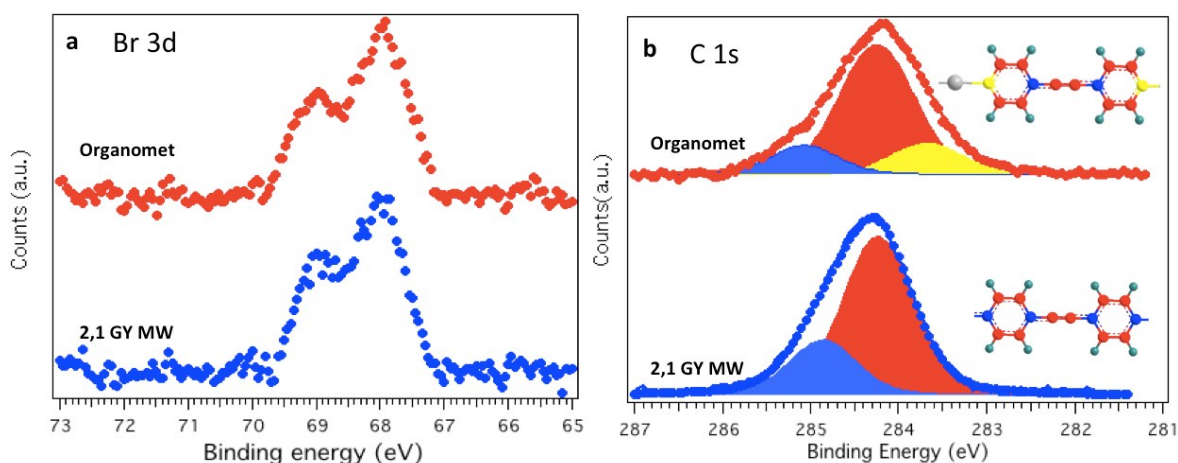 a Br 3d
Organomet
2,1 GY MW
Counts (a.u.)
73 72 71 70 69 68 67 66 65
Binding energy (eV)
b C 1s
Organomet
2,1 GY MW
Counts(a.u.)
287 286 285 284 283 282 281
Binding Energy (eV)